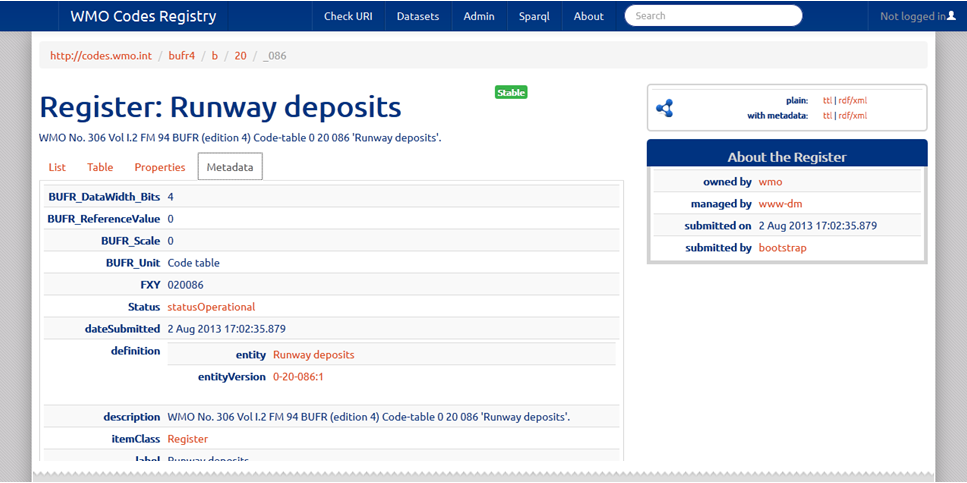 WMO Codes Registry Check URI Datasets Admin Sparql About Search Not logged in
http://codes.wmo.int / bufr4 / b / 20 / _086
Register: Runway deposits Stable
WMO No. 306 Vol I.2 FM 94 BUFR (edition 4) Code-table 0 20 086 'Runway deposits'.
List Table Properties Metadata
BUFR_DataWidth_Bits 4
BUFR_ReferenceValue 0
BUFR_Scale 0
BUFR_Unit Code table
FXY 020086
Status statusOperational
dateSubmitted 2 Aug 2013 17:02:35.879
definition entity Runway deposits
entityVersion 0-20-086:1
description WMO No. 306 Vol I.2 FM 94 BUFR (edition 4) Code-table 0 20 086 'Runway deposits'.
itemClass Register
label Runway deposits
plain: ttl | rdf/xml
with metadata: ttl | rdf/xml
About the Register
owned by wmo
managed by www-dm
submitted on 2 Aug 2013 17:02:35.879
submitted by bootstrap